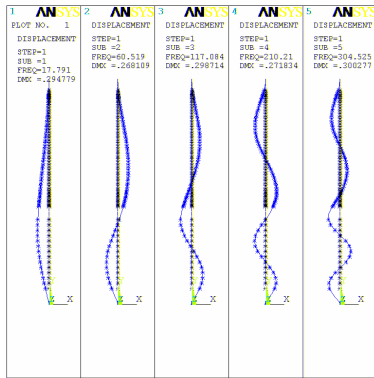 1
ANSYS
PLOT NO. 1
DISPLACEMENT
STEP=1
SUB =1
FREQ=17.791
DMX =.294779
Z X
2
ANSYS
DISPLACEMENT
STEP=1
SUB =2
FREQ=60.519
DMX =.268109
Z X
3
ANSYS
DISPLACEMENT
STEP=1
SUB =3
FREQ=117.084
DMX =.298714
Z X
4
ANSYS
DISPLACEMENT
STEP=1
SUB =4
FREQ=210.21
DMX =.271834
Z X
5
ANSYS
DISPLACEMENT
STEP=1
SUB =5
FREQ=304.525
DMX =.300277
Z X